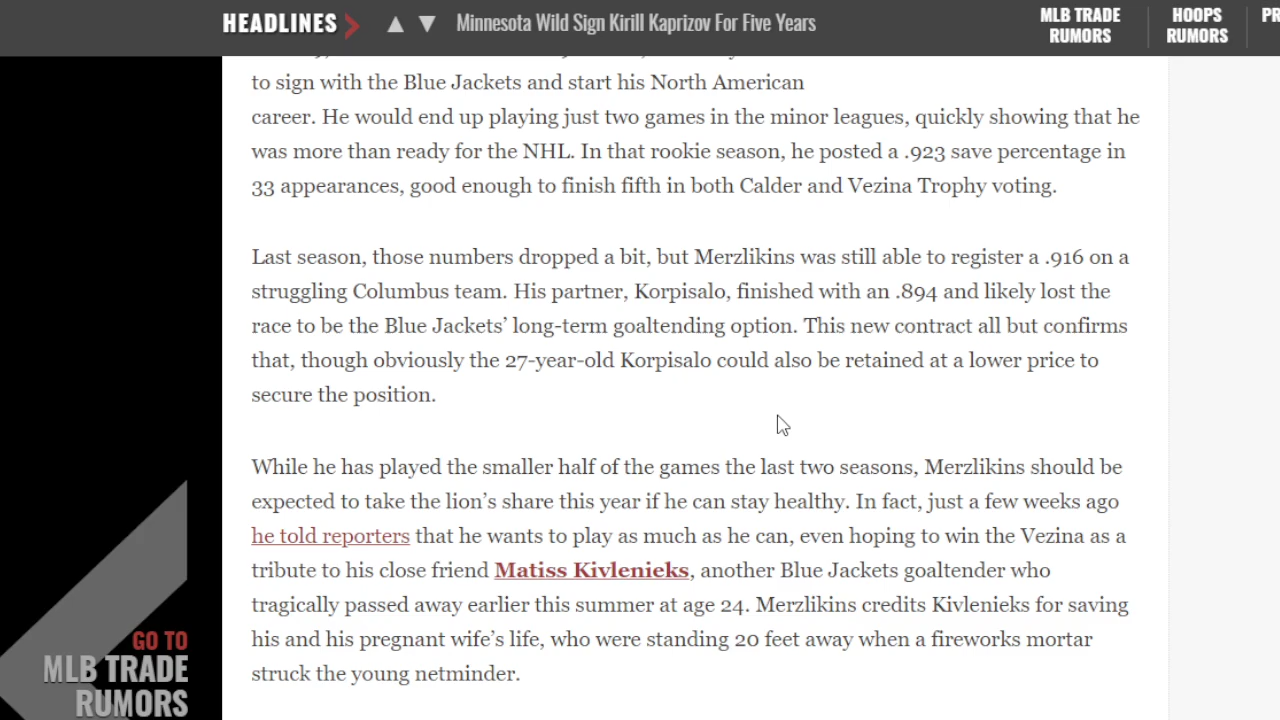 HEADLINES
Minnesota Wild Sign Kirill Kaprizov For Five Years
MLB TRADE
RUMORS
HOOPS
RUMORS
to sign with the Blue Jackets and start his North American
career. He would end up playing just two games in the minor leagues, quickly showing that he
was more than ready for the NHL. In that rookie season, he posted a .923 save percentage in
33 appearances, good enough to finish fifth in both Calder and Vezina Trophy voting.
Last season, those numbers dropped a bit, but Merzlikins was still able to register a .916 on a
struggling Columbus team. His partner, Korpisalo, finished with an .894 and likely lost the
race to be the Blue Jackets’ long-term goaltending option. This new contract all but confirms
that, though obviously the 27-year-old Korpisalo could also be retained at a lower price to
secure the position.
While he has played the smaller half of the games the last two seasons, Merzlikins should be
expected to take the lion’s share this year if he can stay healthy. In fact, just a few weeks ago
he told reporters that he wants to play as much as he can, even hoping to win the Vezina as a
tribute to his close friend Matiss Kivlenieks, another Blue Jackets goaltender who
tragically passed away earlier this summer at age 24. Merzlikins credits Kivlenieks for saving
his and his pregnant wife’s life, who were standing 20 feet away when a fireworks mortar
struck the young netminder.
GO TO
MLB TRADE
RUMORS